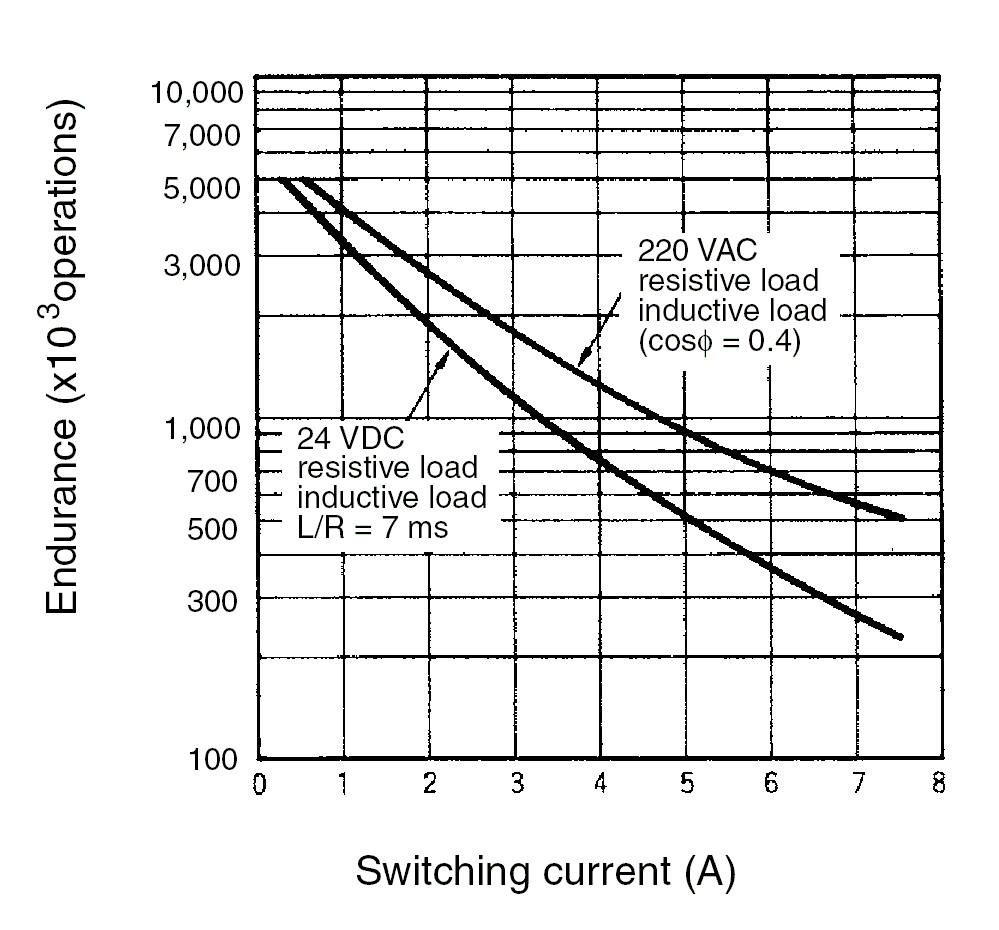 Endurance (x10³operations)
10,000
7,000
5,000
3,000
1,000
700
500
300
100
220 VAC
resistive load
inductive load
(cosϕ = 0.4)
24 VDC
resistive load
inductive load
L/R = 7 ms
0 1 2 3 4 5 6 7 8
Switching current (A)